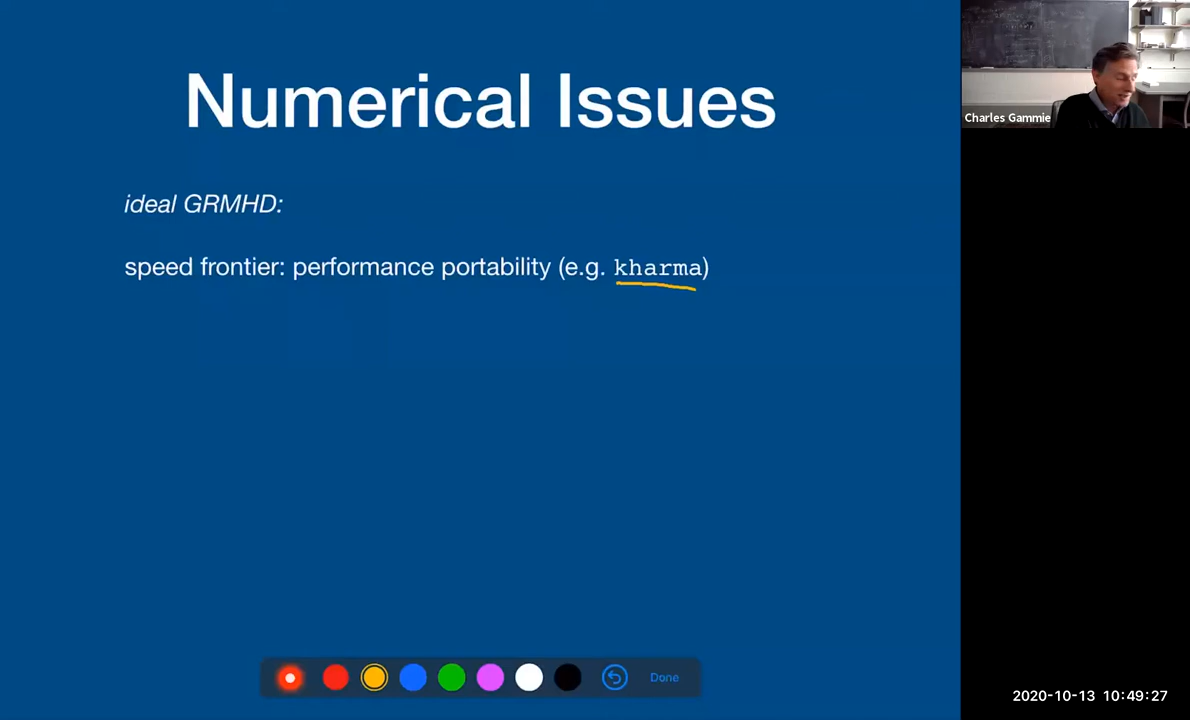 Numerical Issues
ideal GRMHD:
speed frontier: performance portability (e.g. kharma)
Done
Charles Gammie
2020-10-13 10:49:27